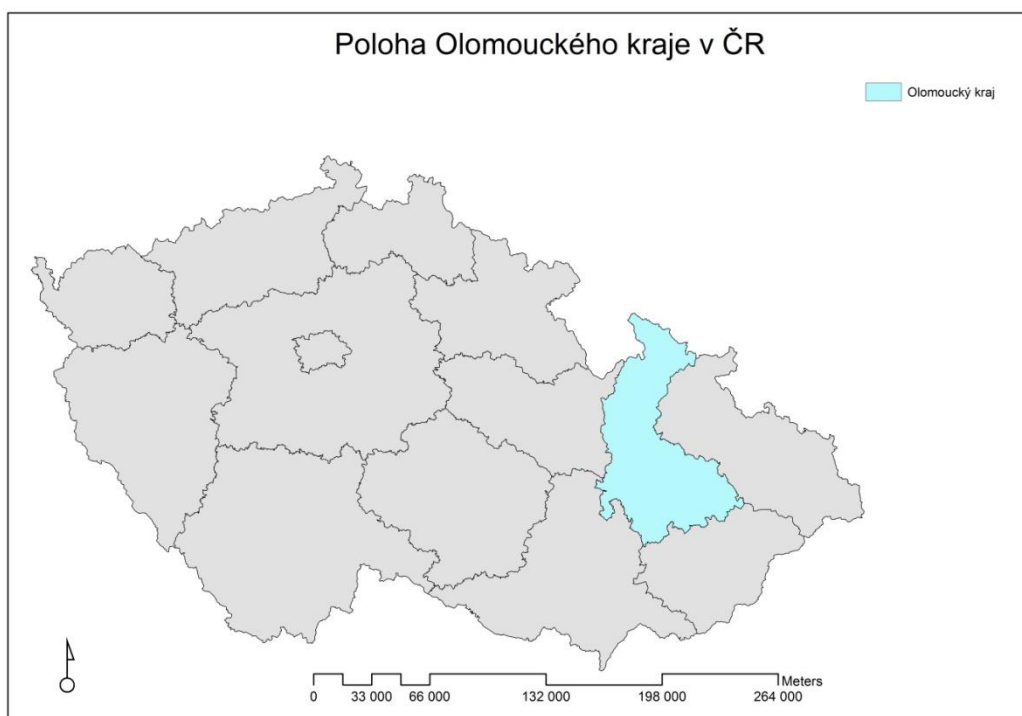 Poloha Olomouckého kraje v ČR
Olomoucký kraj
Meters
0 33 000 66 000 132 000 198 000 264 000